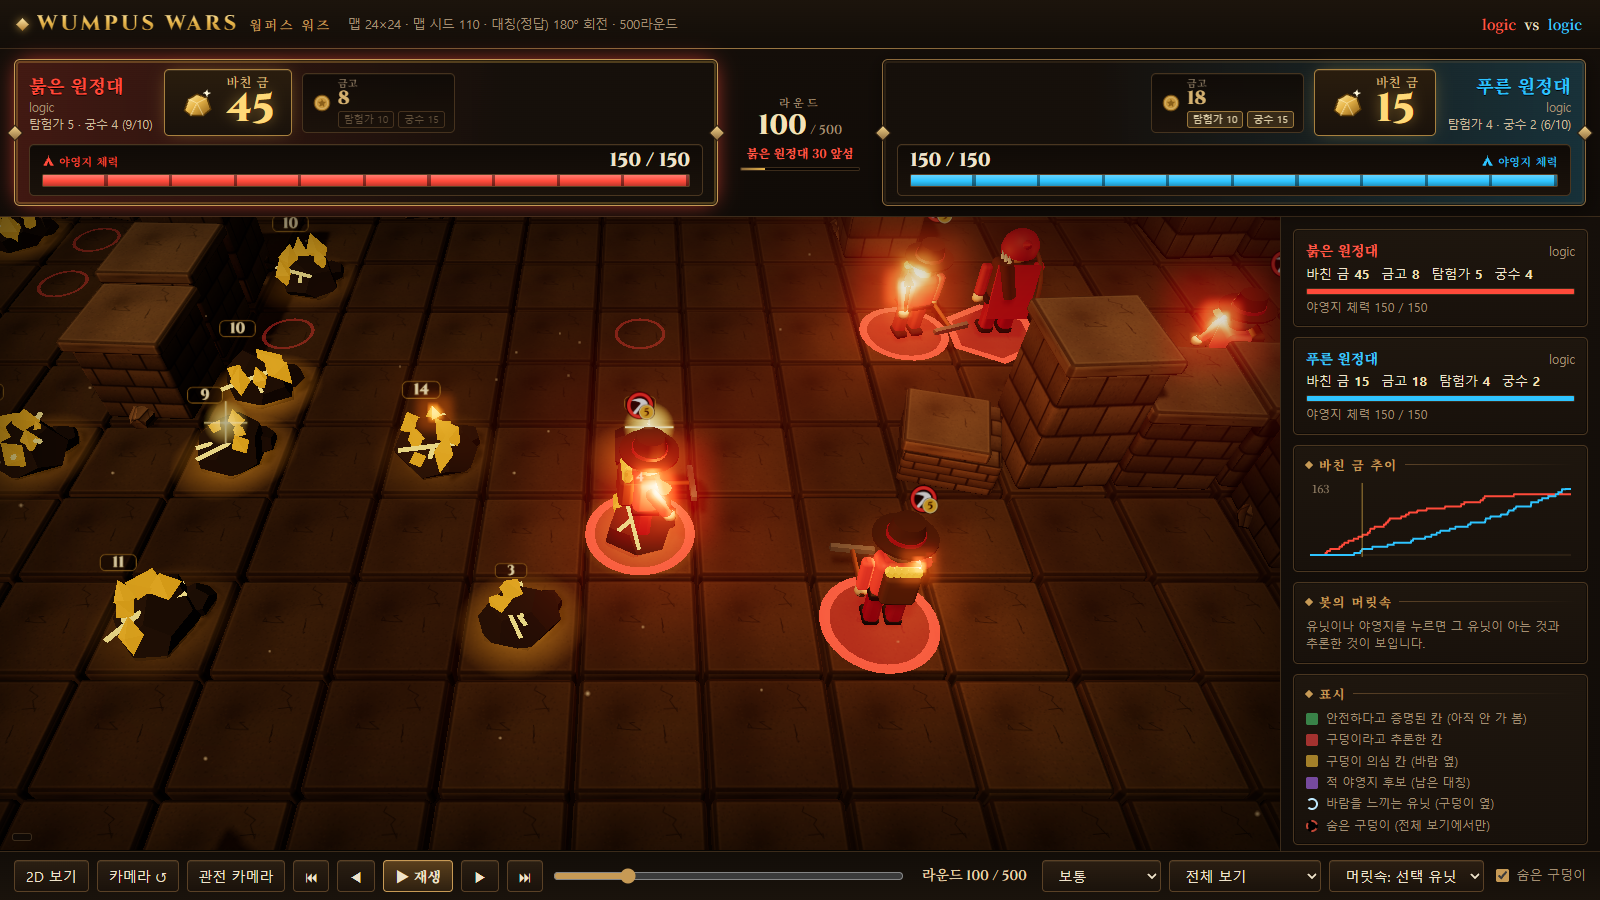 WUMPUS WARS 웜퍼스 워즈 맵 24×24 · 맵 시드 110 · 대칭(정답) 180° 회전 · 500라운드
logic vs logic
붉은 원정대
logic
탐험가 5 · 궁수 4 (9/10)
바친 금
45
금고
8
탐험가 10 궁수 15
야영지 체력
150 / 150
라운드
100 / 500
붉은 원정대 30 앞섬
금고
18
탐험가 10 궁수 15
바친 금
15
푸른 원정대
logic
탐험가 4 · 궁수 2 (6/10)
150 / 150
야영지 체력
10
10
9
14
5
5
11
3
붉은 원정대 logic
바친 금 45 금고 8 탐험가 5 궁수 4
야영지 체력 150 / 150
푸른 원정대 logic
바친 금 15 금고 18 탐험가 4 궁수 2
야영지 체력 150 / 150
바친 금 추이
163
봇의 머릿속
유닛이나 야영지를 누르면 그 유닛이 아는 것과
추론한 것이 보입니다.
표시
안전하다고 증명된 칸 (아직 안 가 봄)
구덩이라고 추론한 칸
구덩이 의심 칸 (바람 옆)
적 야영지 후보 (남은 대칭)
바람을 느끼는 유닛 (구덩이 옆)
숨은 구덩이 (전체 보기에서만)
2D 보기 카메라 ↺ 관전 카메라 ⏮ ◀ ▶ 재생 ▶ ⏭ 라운드 100 / 500 보통 전체 보기 머릿속: 선택 유닛 숨은 구덩이